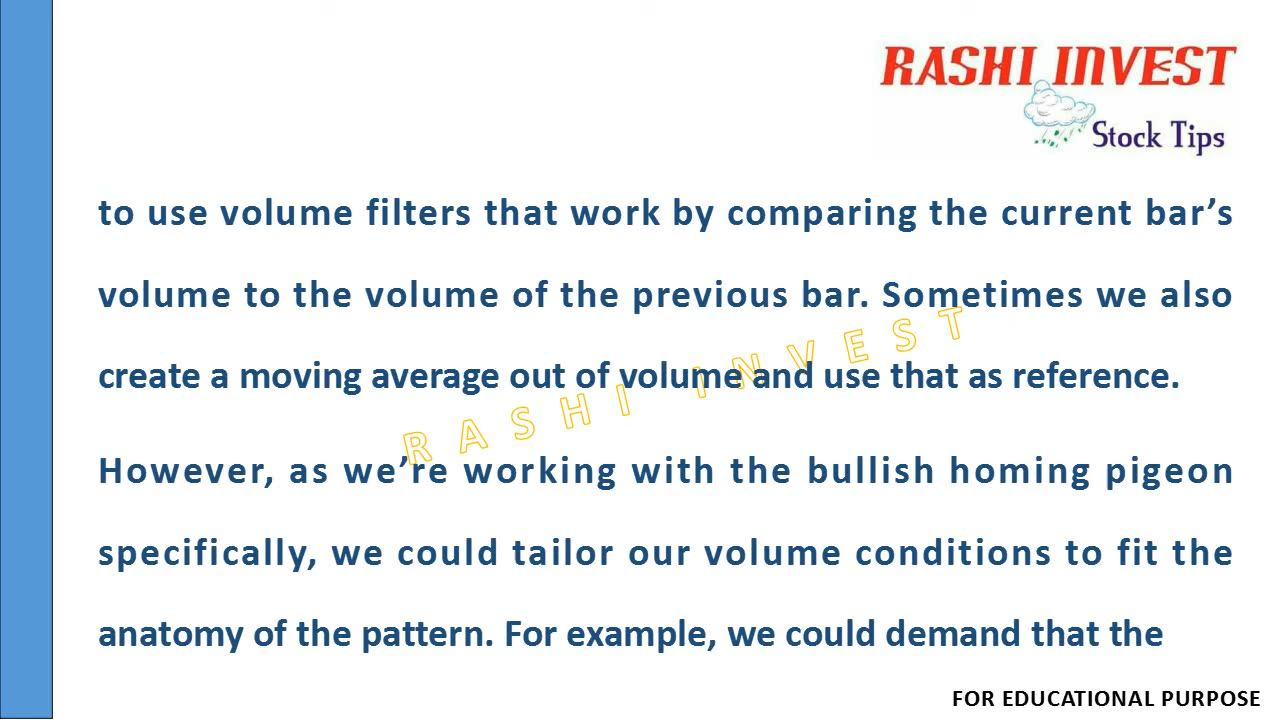 RASHI INVEST
Stock Tips
to use volume filters that work by comparing the current bar’s
volume to the volume of the previous bar. Sometimes we also
create a moving average out of volume and use that as reference.
RASHI INVEST
However, as we’re working with the bullish homing pigeon
specifically, we could tailor our volume conditions to fit the
anatomy of the pattern. For example, we could demand that the
FOR EDUCATIONAL PURPOSE